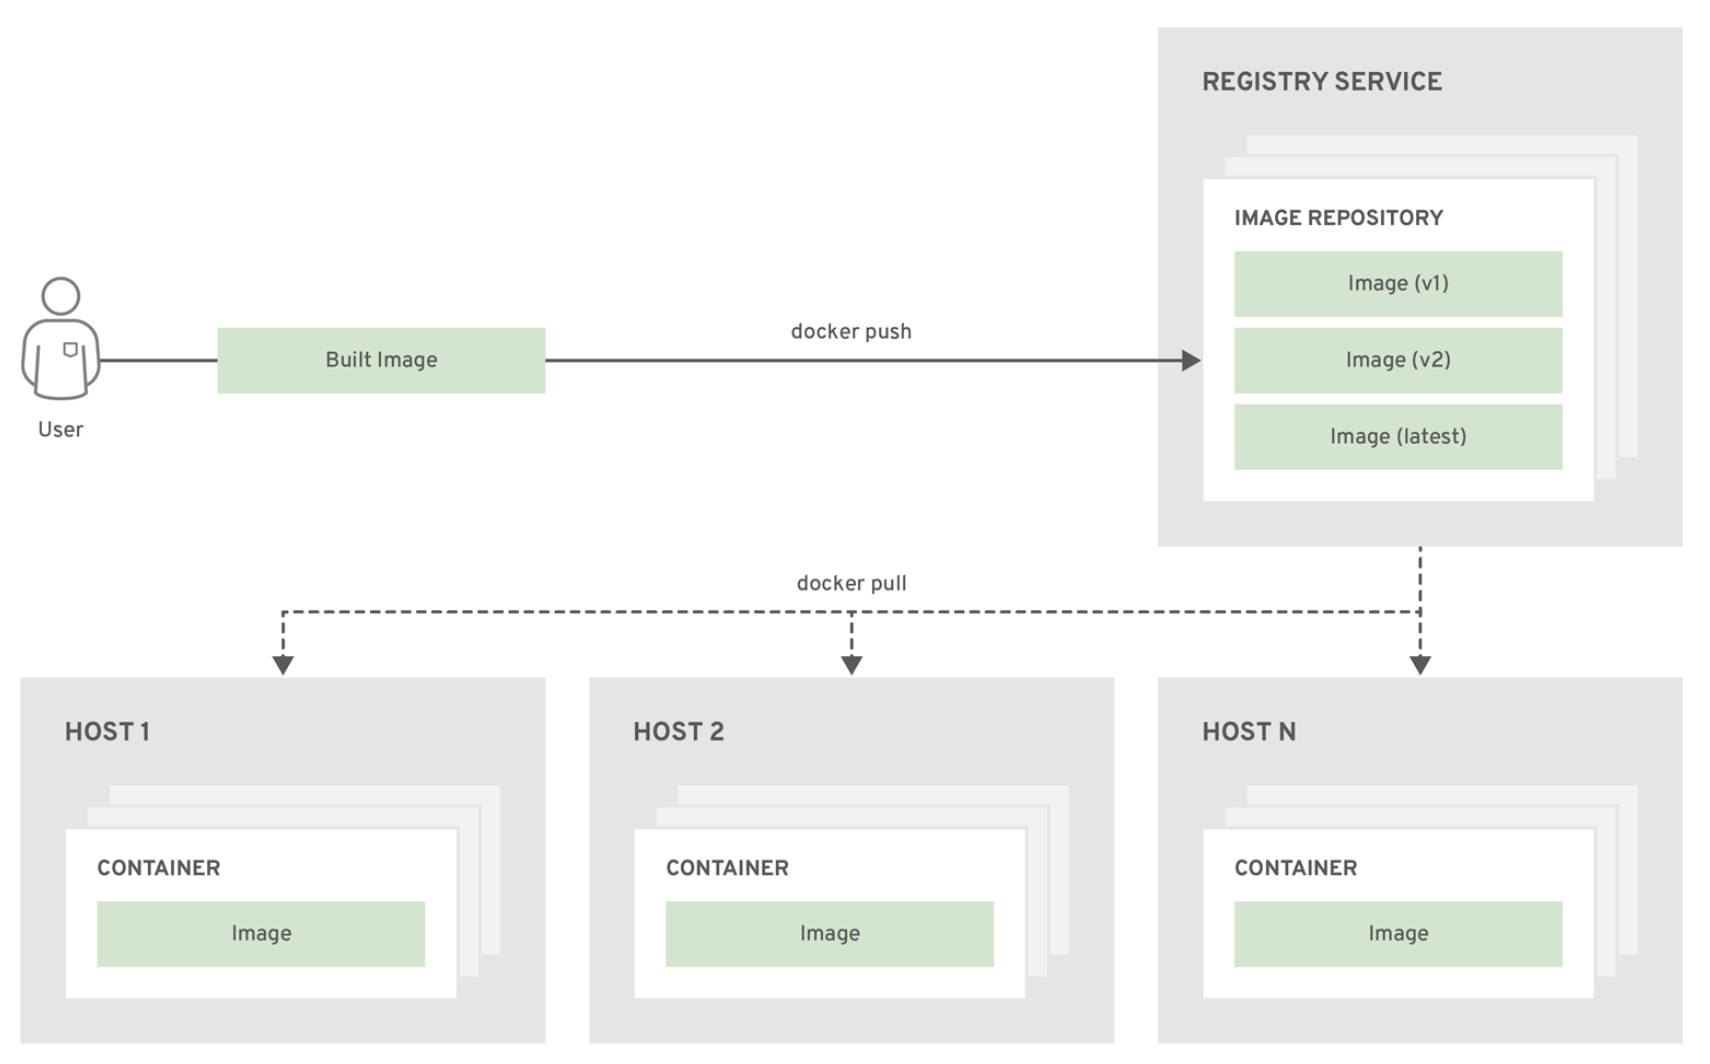 REGISTRY SERVICE
IMAGE REPOSITORY
Image (v1)
docker push
Built Image
Image (v2)
User
Image (latest)
docker pull
HOST 1
HOST 2
HOST N
CONTAINER
CONTAINER
CONTAINER
Image
Image
Image